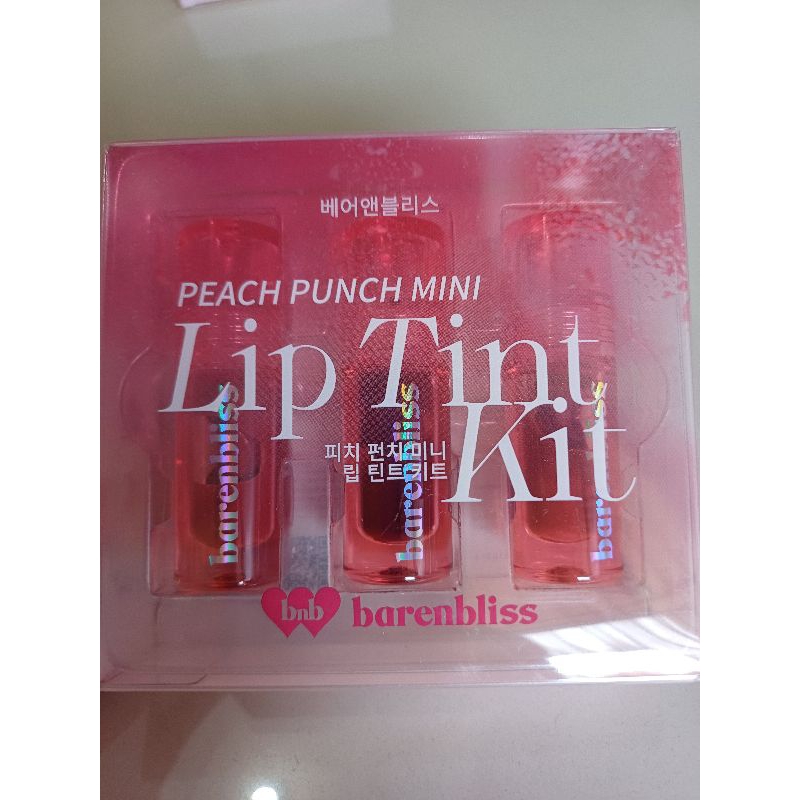 베어앤블리스
PEACH PUNCH MINI
Lip Tint
Kit
피치 펀치 미니
립 틴트 키트
barenbliss
barenbliss
barenbliss
bnb barenbliss